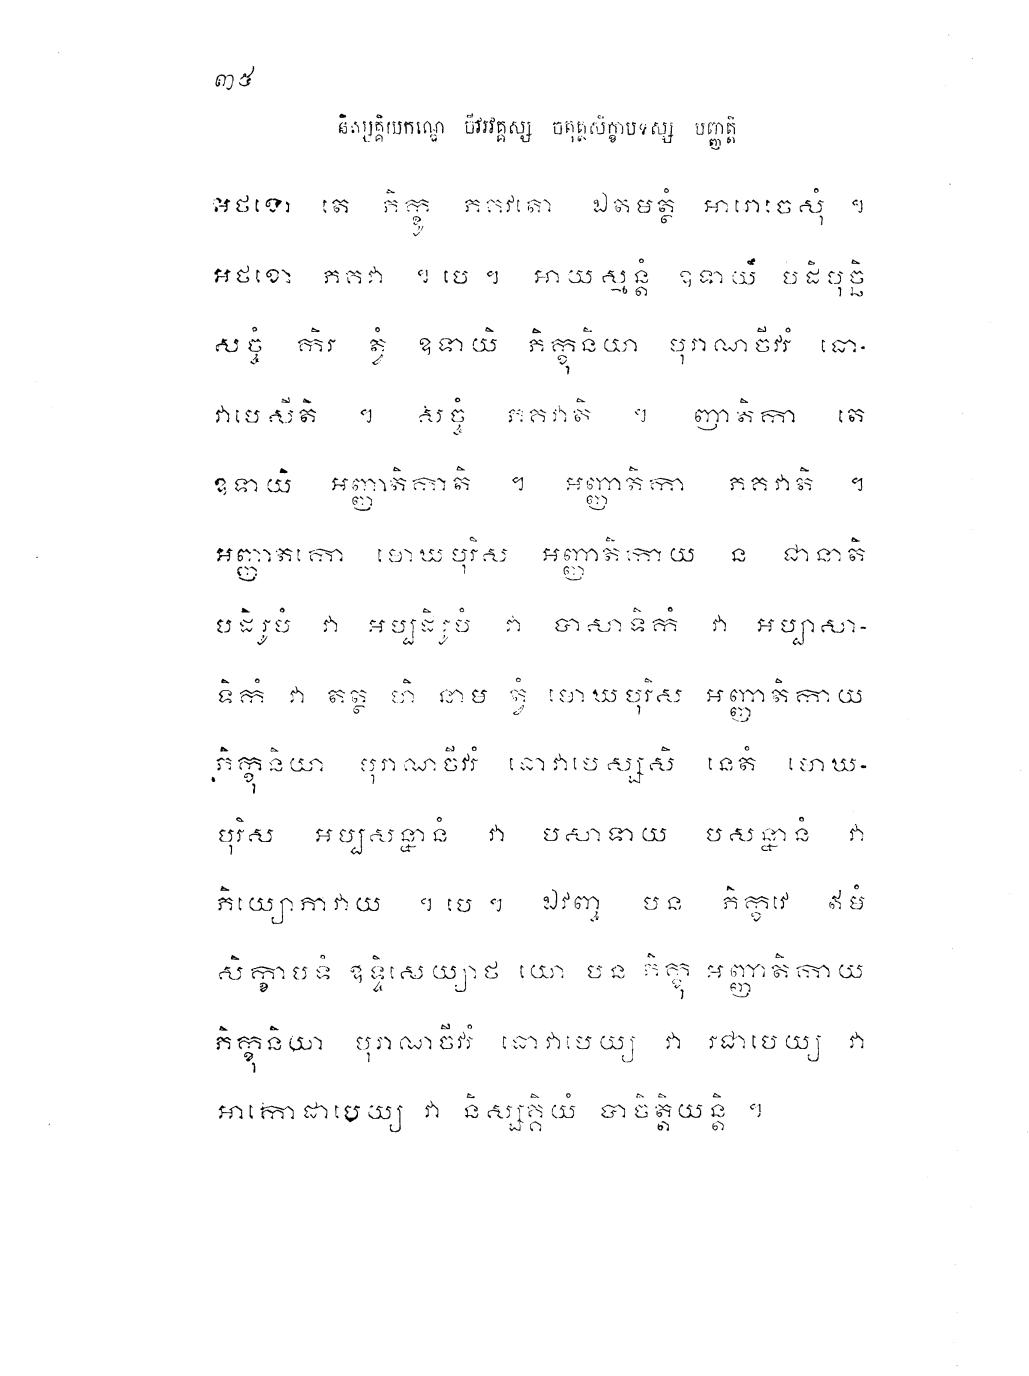 ៣៥
និស្សគ្គិយកណ្ឌេ ចីវរវគ្គស្ស ចតុត្ថសិក្ខាបទស្ស បញ្ញត្តិ
អថខោ តេ ភិក្ខូ ភគវតោ ឯតមត្ថំ អារោចេសុំ ។
អថខោ ភគវា ។ បេ ។ អាយស្មន្តំ ឧទាយឹ បដិបុច្ឆិ
សច្ចំ កិរ ត្វំ ឧទាយិ ភិក្ខុនិយា បុរាណចីវរំ ធោ-
វាបេសីតិ ។ សច្ចំ ភគវាតិ ។ ញាតិកា តេ
ឧទាយិ អញ្ញាតិកាតិ ។ អញ្ញាតិកា ភគវាតិ ។
អញ្ញាតកោ មោឃបុរិស អញ្ញាតិកាយ ន ជានាតិ
បដិរូបំ វា អប្បដិរូបំ វា បាសាទិកំ វា អប្បាសា-
ទិកំ វា តត្ថ ហិ នាម ត្វំ មោឃបុរិស អញ្ញាតិកាយ
ភិក្ខុនិយា បុរាណចីវរំ ធោវាបេស្សសិ នេតំ មោឃ-
បុរិស អប្បសន្នានំ វា បសាទាយ បសន្នានំ វា
ភិយ្យោភាវាយ ។ បេ ។ ឯវញ្ច បន ភិក្ខវេ ឥមំ
សិក្ខាបទំ ឧទ្ទិសេយ្យាថ យោ បន ភិក្ខុ អញ្ញាតិកាយ
ភិក្ខុនិយា បុរាណចីវរំ ធោវាបេយ្យ វា រជាបេយ្យ វា
អាកោដាបេយ្យ វា និស្សគ្គិយំ បាចិត្តិយន្តិ ។